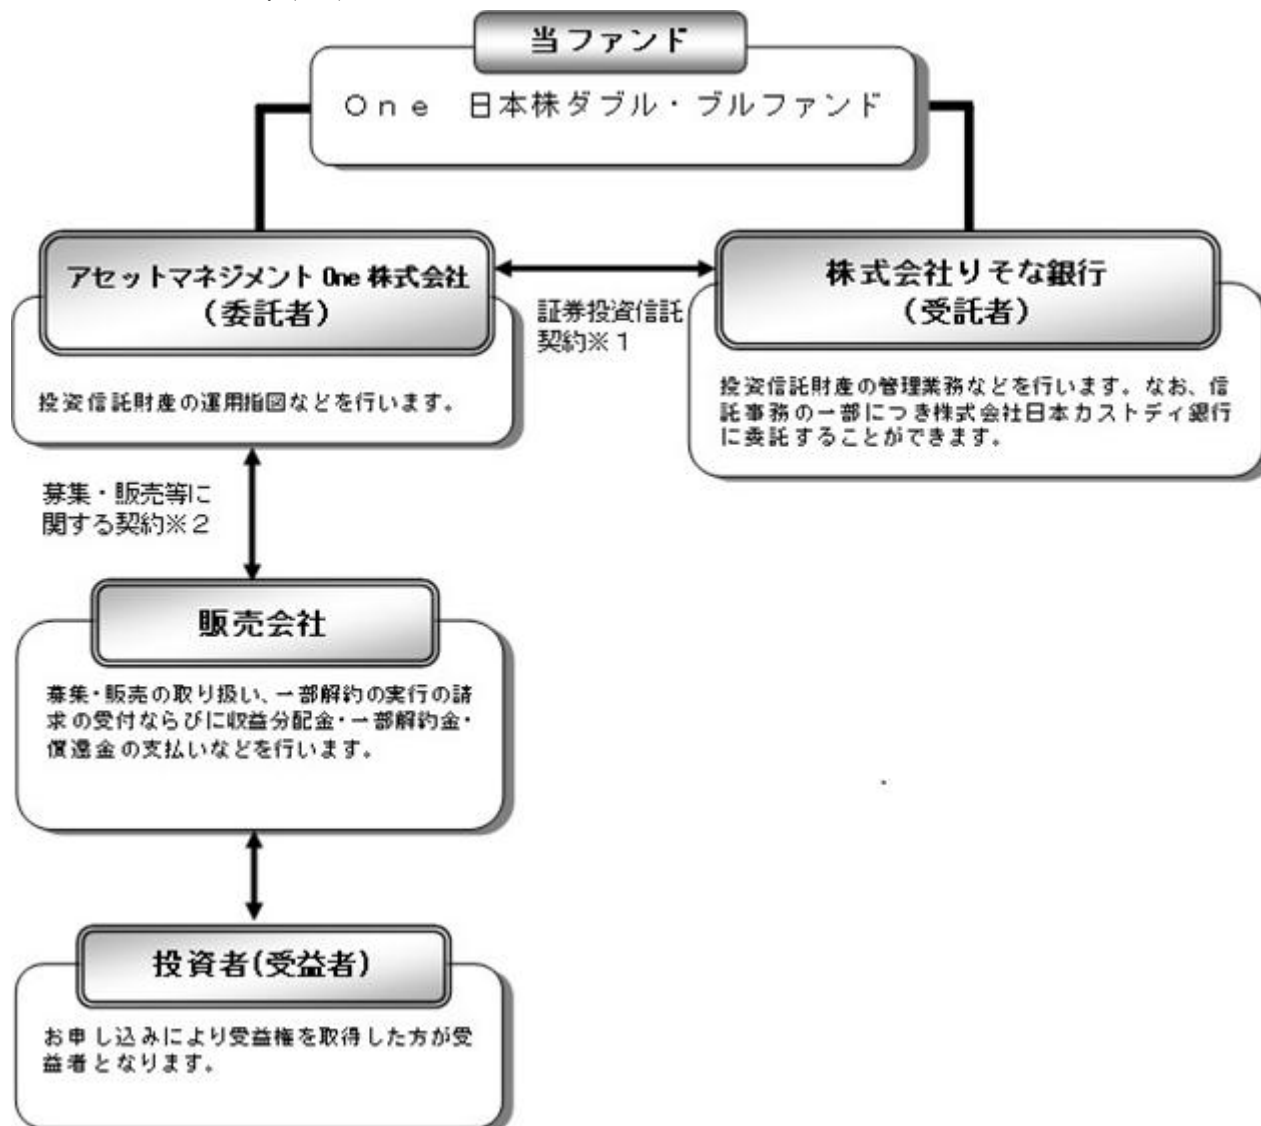 当ファンド
Ｏｎｅ　日本株ダブル・ブルファンド
アセットマネジメント One 株式会社
（委託者）
投資信託財産の運用指図などを行います。
証券投資信託
契約※１
株式会社りそな銀行
（受託者）
投資信託財産の管理業務などを行います。なお、信
託事務の一部につき株式会社日本カストディ銀行
に委託することができます。
募集・販売等に
関する契約※２
販売会社
募集・販売の取り扱い、一部解約の実行の請
求の受付ならびに収益分配金・一部解約金・
償還金の支払いなどを行います。
投資者(受益者)
お申し込みにより受益権を取得した方が受
益者となります。